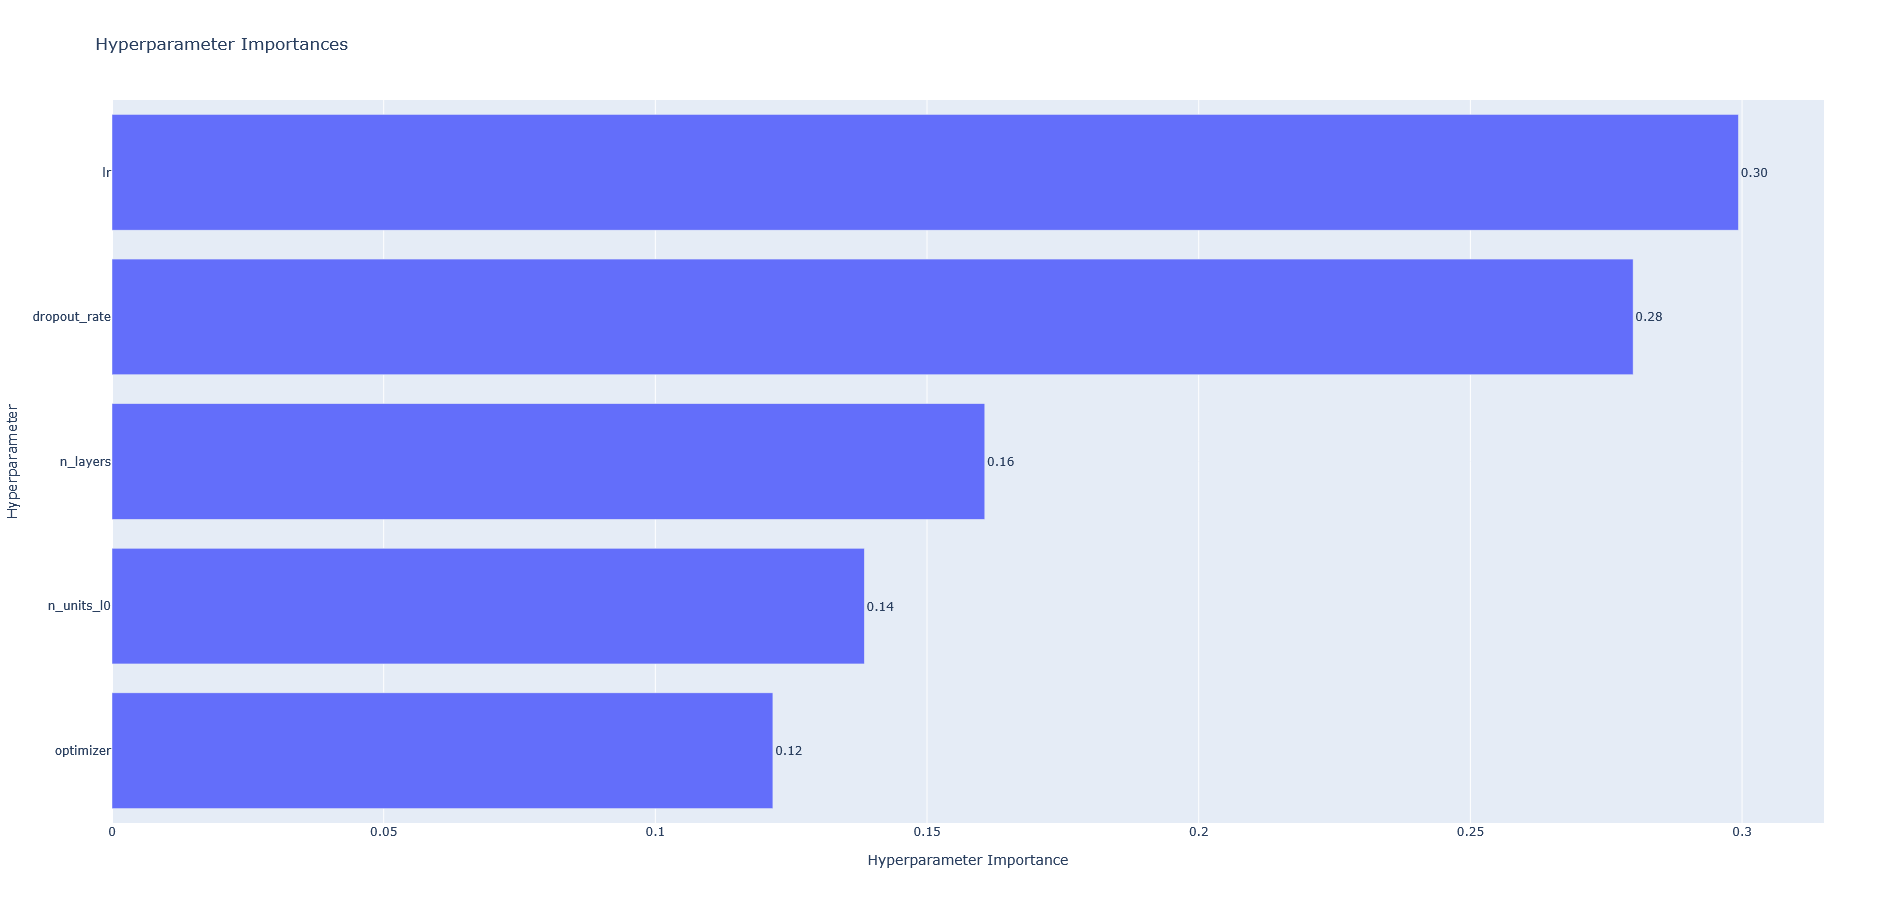 Hyperparameter Importances
Hyperparameter
lr
0.30
dropout_rate
0.28
n_layers
0.16
n_units_l0
0.14
optimizer
0.12
0 0.05 0.1 0.15 0.2 0.25 0.3
Hyperparameter Importance